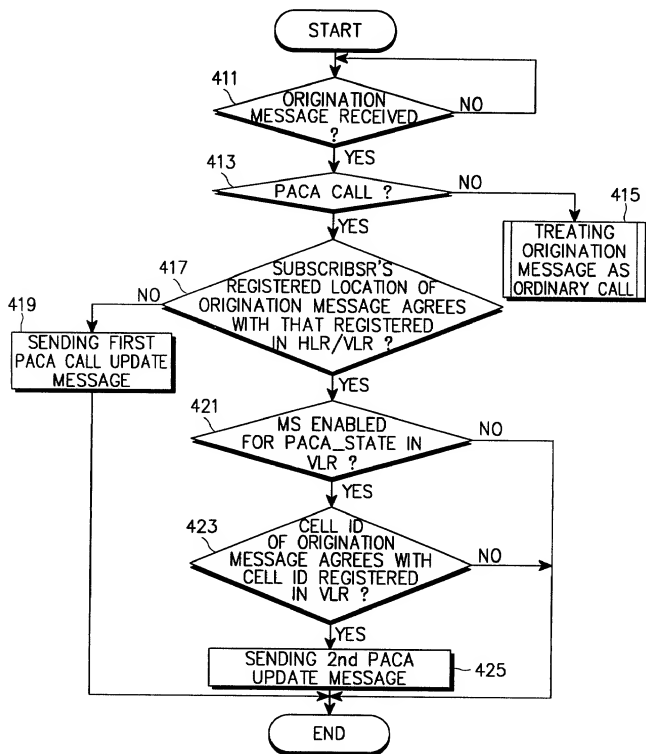 START
411
ORIGINATION
MESSAGE RECEIVED
?
NO
YES
413
PACA CALL ?
NO
YES
415
TREATING
ORIGINATION
MESSAGE AS
ORDINARY CALL
417
SUBSCRIBSR'S
REGISTERED LOCATION OF
ORIGINATION MESSAGE AGREES
WITH THAT REGISTERED
IN HLR/VLR ?
NO
YES
419
SENDING FIRST
PACA CALL UPDATE
MESSAGE
421
MS ENABLED
FOR PACA_STATE IN
VLR ?
NO
YES
423
CELL ID
OF ORIGINATION
MESSAGE AGREES WITH
CELL ID REGISTERED
IN VLR ?
NO
YES
SENDING 2nd PACA
UPDATE MESSAGE
425
END